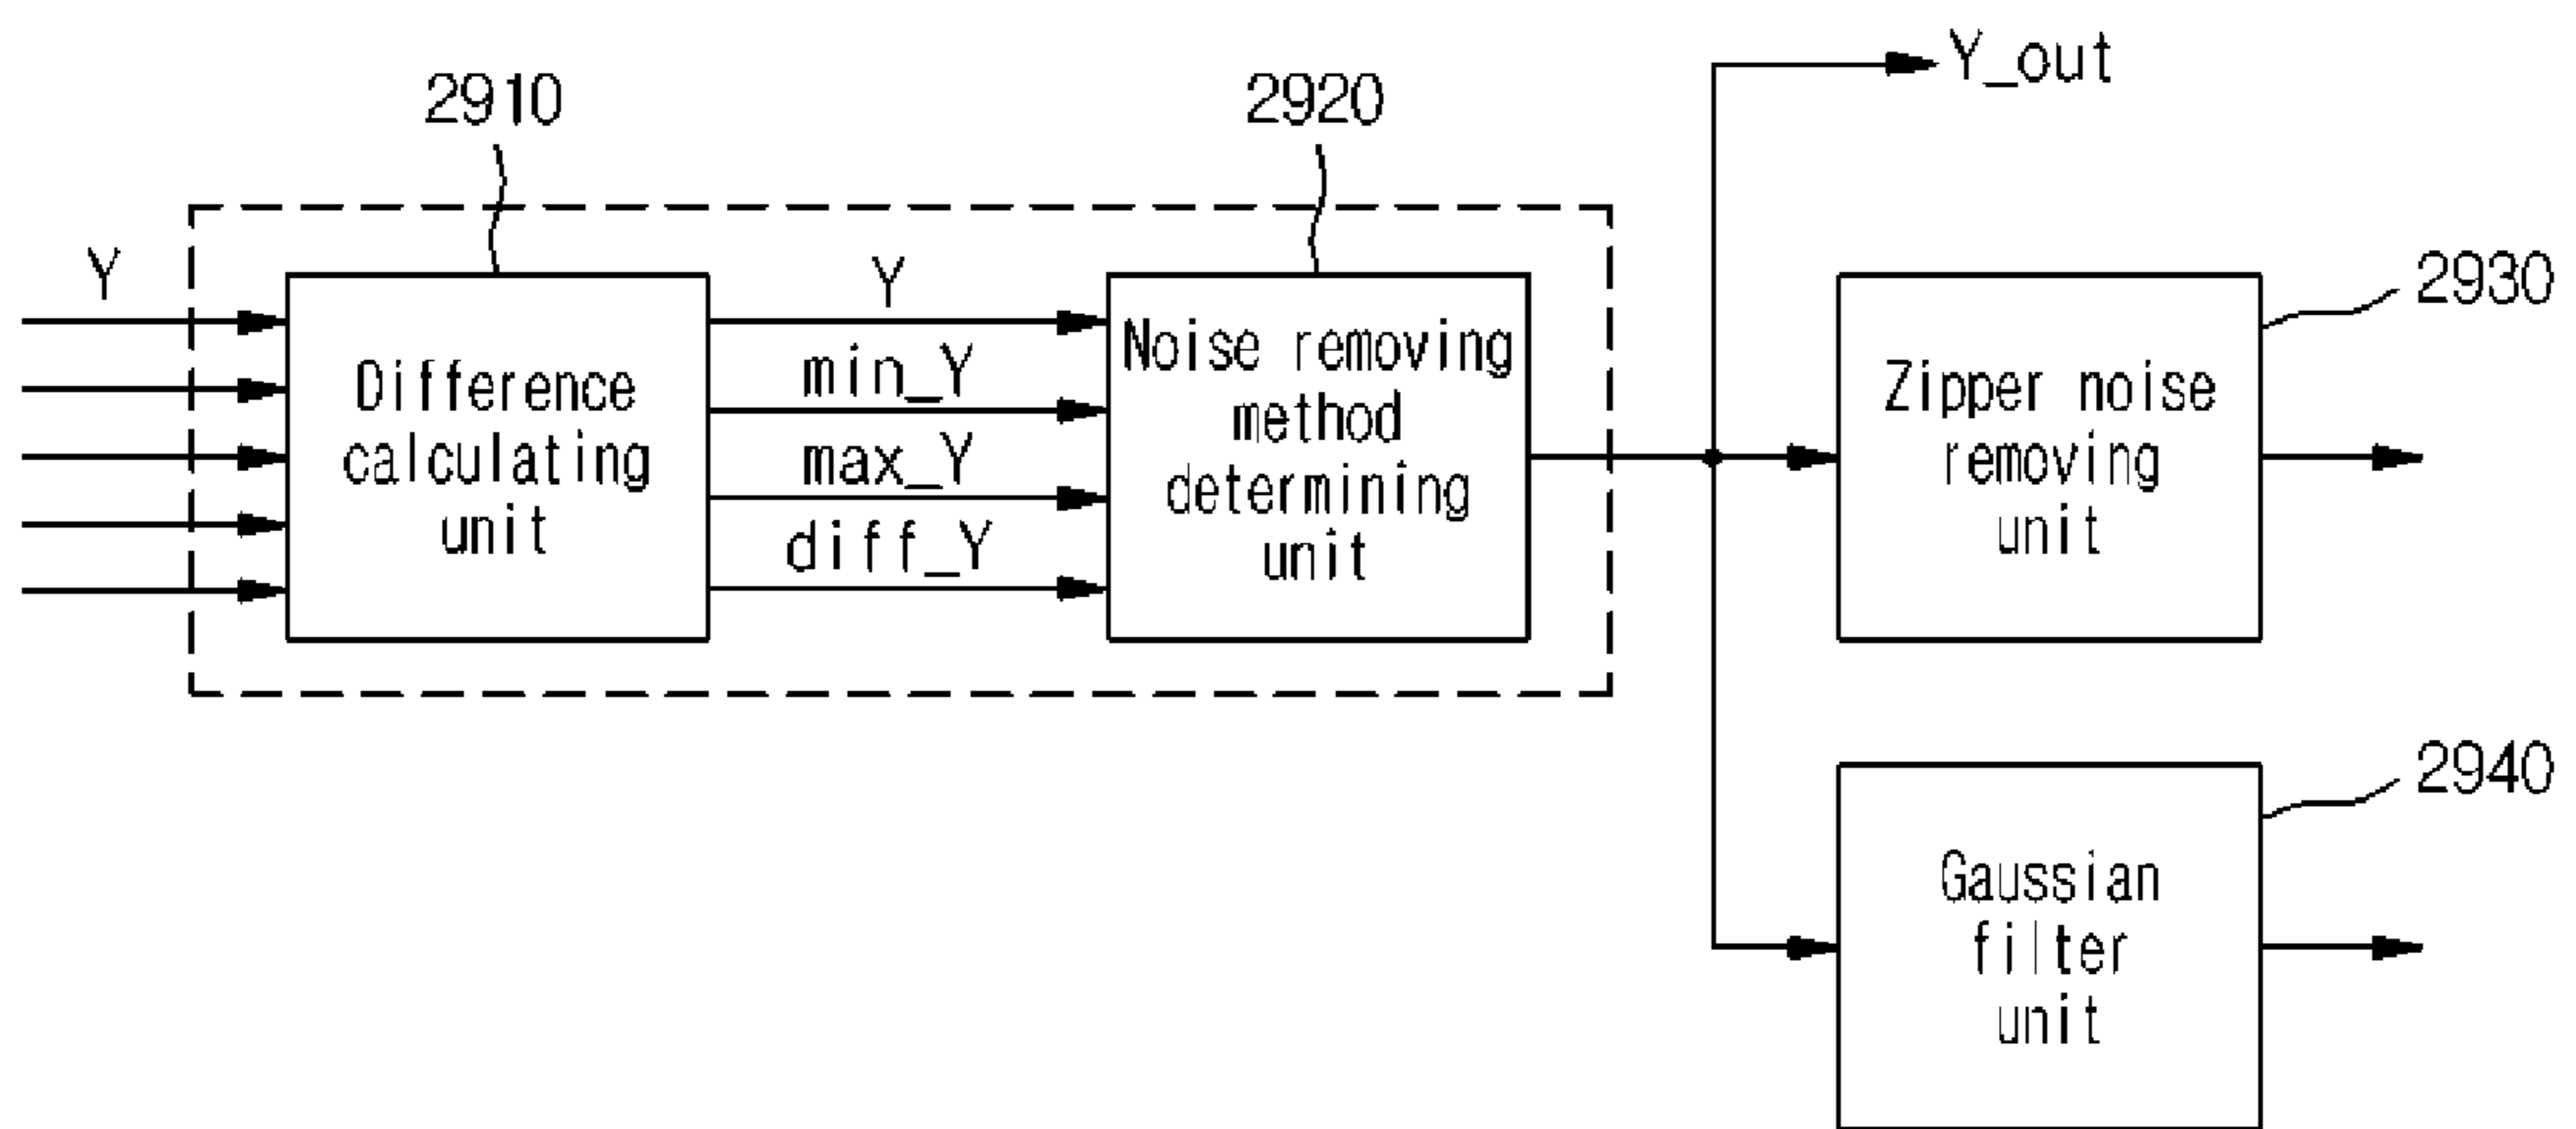 Y_out
2910
2920
Y
Difference
calculating
unit
Y
min_Y
max_Y
diff_Y
Noise removing
method
determining
unit
2930
Zipper noise
removing
unit
2940
Gaussian
filter
unit